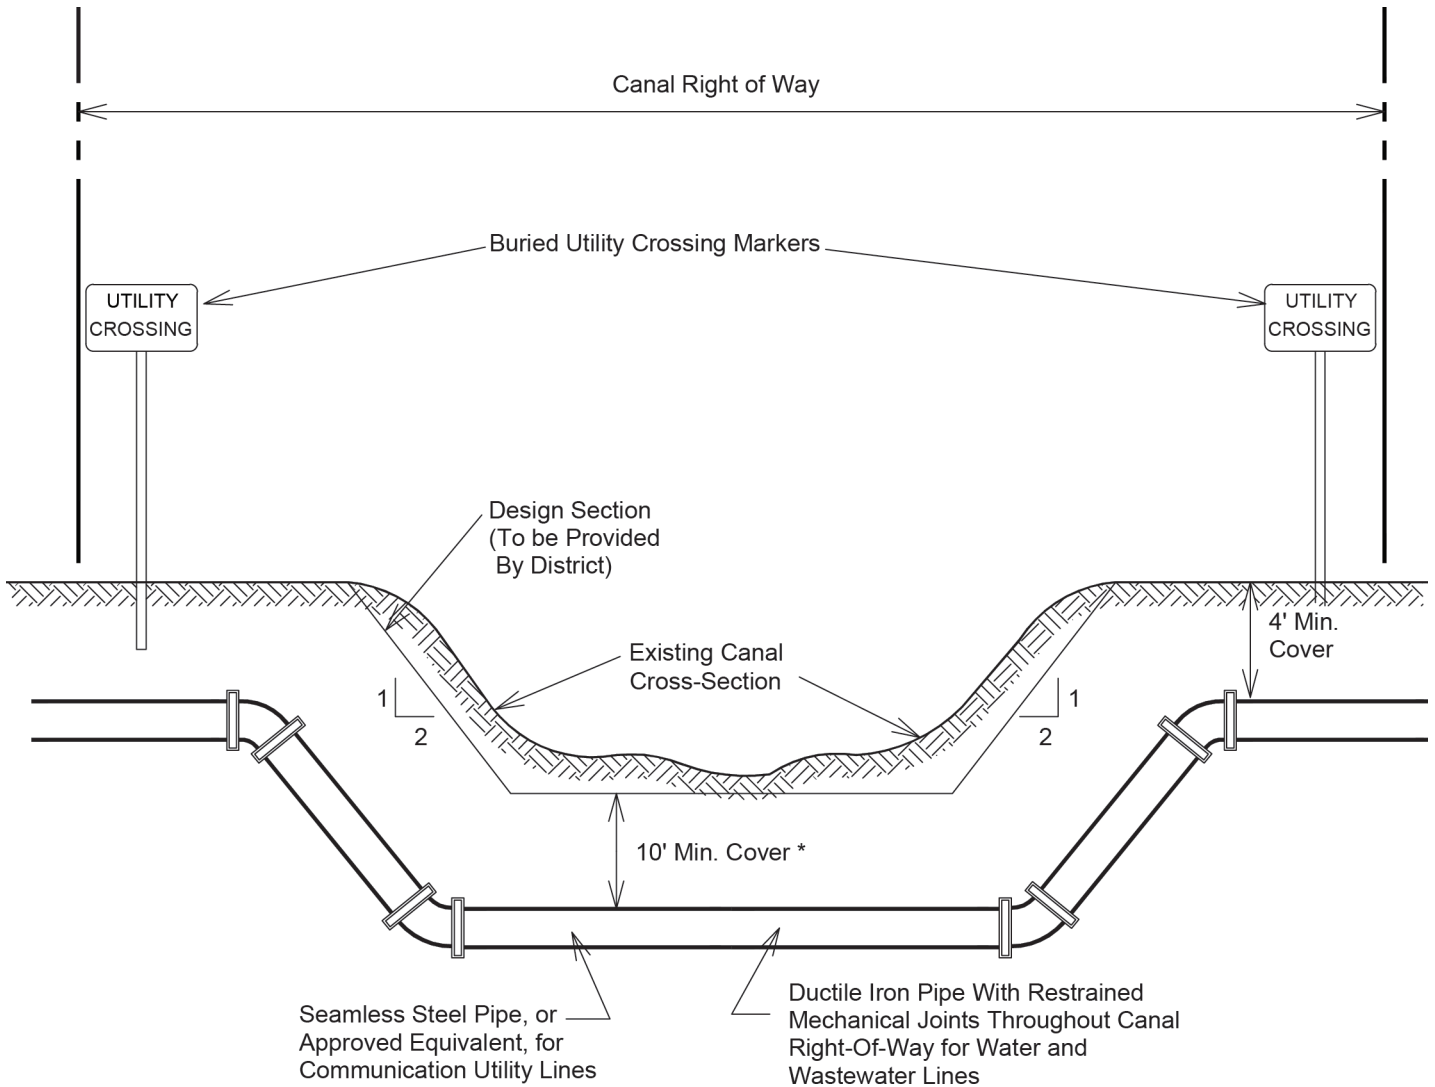 Canal Right of Way
Buried Utility Crossing Markers
UTILITY
CROSSING
UTILITY
CROSSING
Design Section
(To be Provided
By District)
4' Min.
Cover
Existing Canal
Cross-Section
1
2
1
2
10' Min. Cover *
Seamless Steel Pipe, or
Approved Equivalent, for
Communication Utility Lines
Ductile Iron Pipe With Restrained
Mechanical Joints Throughout Canal
Right-Of-Way for Water and
Wastewater Lines